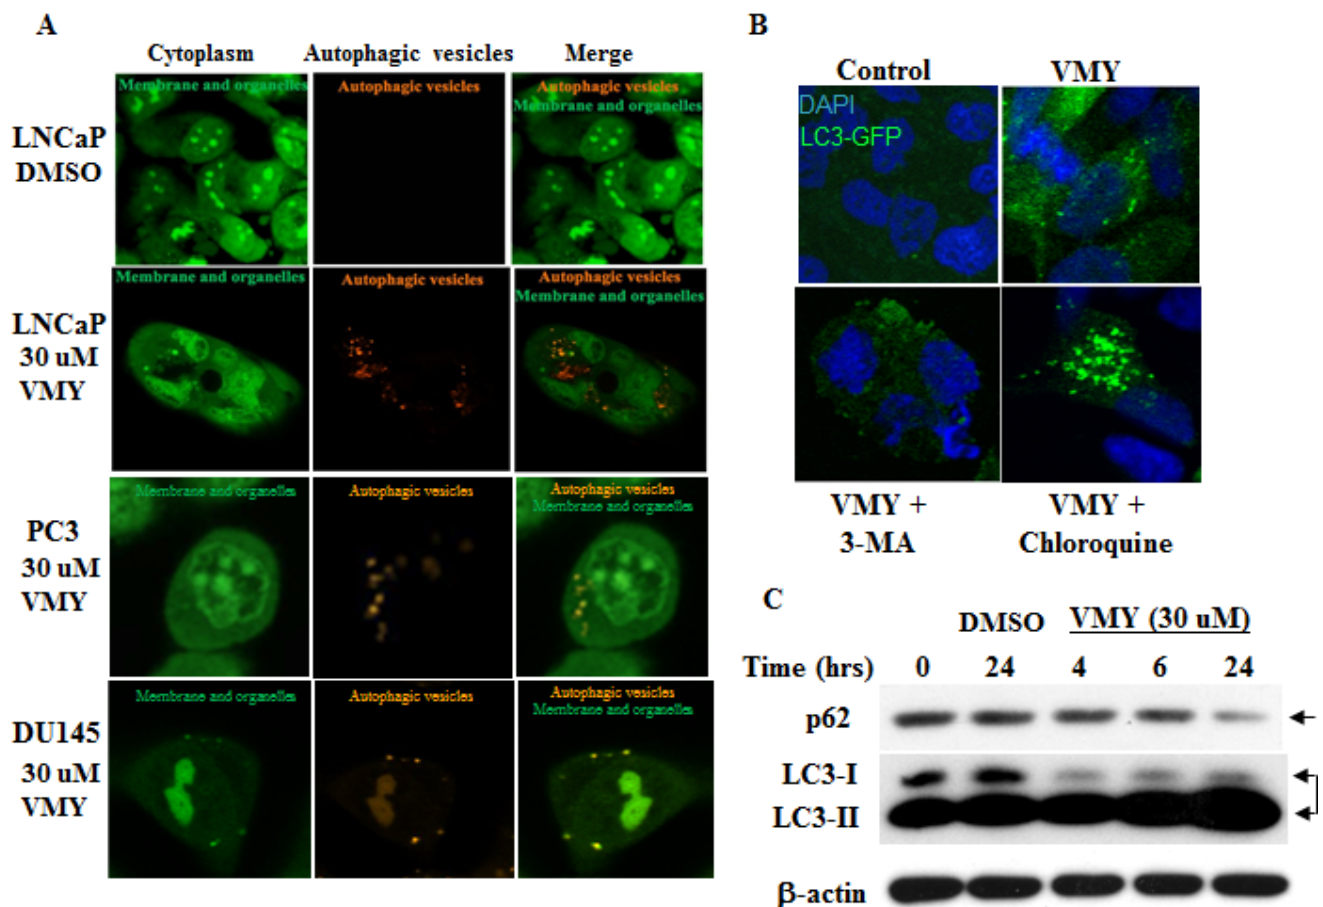 A
Cytoplasm Autophagic vesicles Merge
LNCaP
DMSO
Membrane and organelles
Autophagic vesicles
Autophagic vesicles
Membrane and organelles
LNCaP
30 uM
VMY
Membrane and organelles
Autophagic vesicles
Autophagic vesicles
Membrane and organelles
PC3
30 uM
VMY
Membrane and organelles
Autophagic vesicles
Autophagic vesicles
Membrane and organelles
DU145
30 uM
VMY
Membrane and organelles
Autophagic vesicles
Autophagic vesicles
Membrane and organelles
B
Control VMY
DAPI
LC3-GFP
VMY +
3-MA
VMY +
Chloroquine
C
DMSO VMY (30 uM)
Time (hrs) 0 24 4 6 24
p62
LC3-I
LC3-II
β-actin